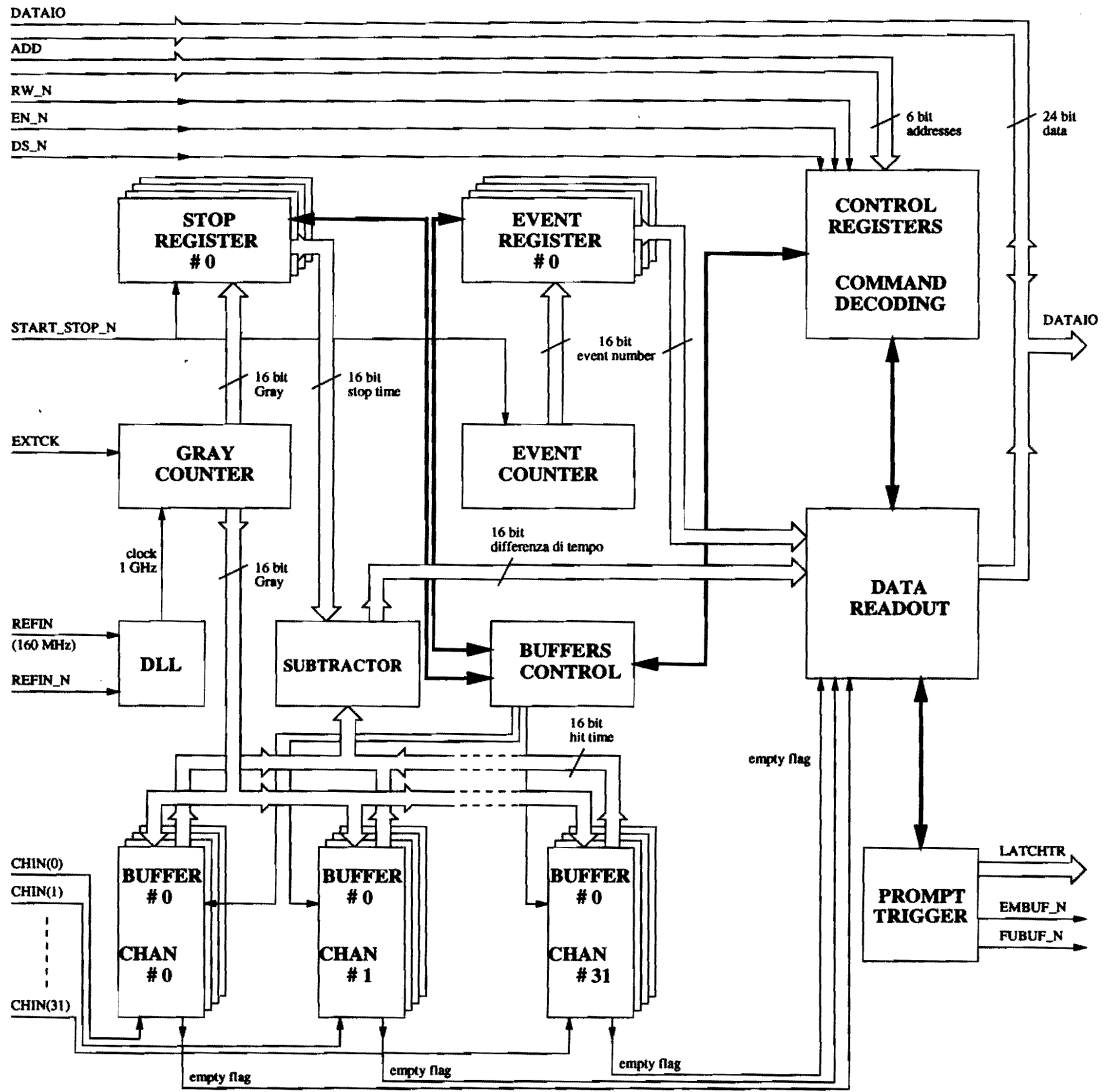 DATAIO
ADD
RW_N
EN_N
DS_N
6 bit
addresses
24 bit
data
STOP
REGISTER
# 0
EVENT
REGISTER
# 0
CONTROL
REGISTERS
COMMAND
DECODING
START_STOP_N
DATAIO
16 bit
Gray
16 bit
stop time
16 bit
event number
EXTCK
GRAY
COUNTER
EVENT
COUNTER
clock
1 GHz
16 bit
Gray
16 bit
differenza di tempo
DATA
READOUT
REFIN
(160 MHz)
REFIN_N
DLL
SUBTRACTOR
BUFFERS
CONTROL
16 bit
hit time
empty flag
CHIN(0)
CHIN(1)
CHIN(31)
BUFFER
# 0
CHAN
# 0
BUFFER
# 0
CHAN
# 1
BUFFER
# 0
CHAN
# 31
PROMPT
TRIGGER
LATCHTR
EMBUF_N
FUBUF_N
empty flag
empty flag
empty flag